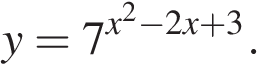 y = 7^{x^2-2x+3}.